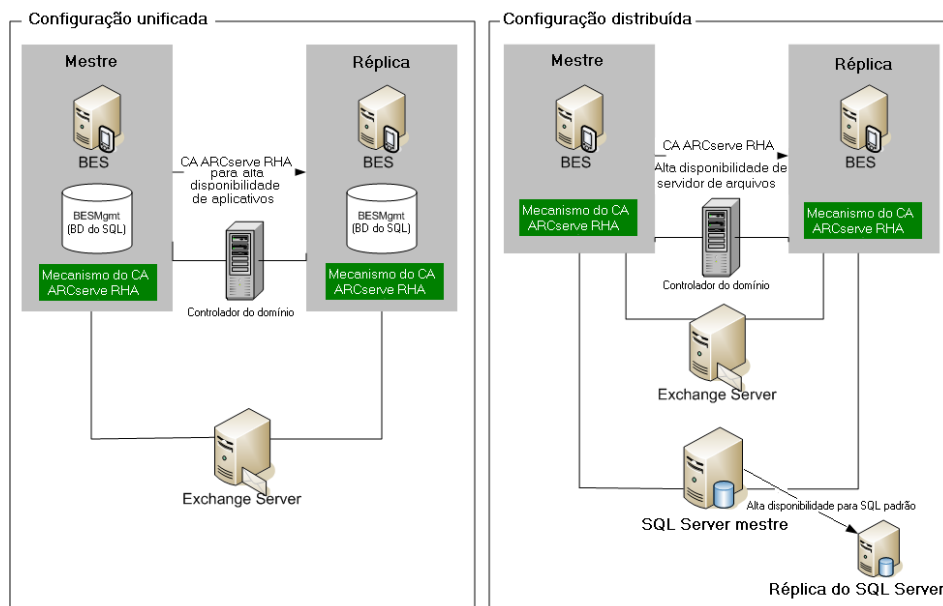 Configuração unificada
Mestre
BES
BESMgmt
(BD do SQL)
Mecanismo do CA
ARCserve RHA
CA ARCserve RHA
para alta
disponibilidade
de aplicativos
Controlador do domínio
Réplica
BES
BESMgmt
(BD do SQL)
Mecanismo do CA
ARCserve RHA
Exchange Server
Configuração distribuída
Mestre
BES
Mecanismo do CA
ARCserve RHA
CA ARCserve RHA
Alta disponibilidade de
servidor de arquivos
Controlador do domínio
Réplica
BES
Mecanismo do CA
ARCserve RHA
Exchange Server
SQL Server mestre
Alta disponibilidade para SQL padrão
Réplica do SQL Server